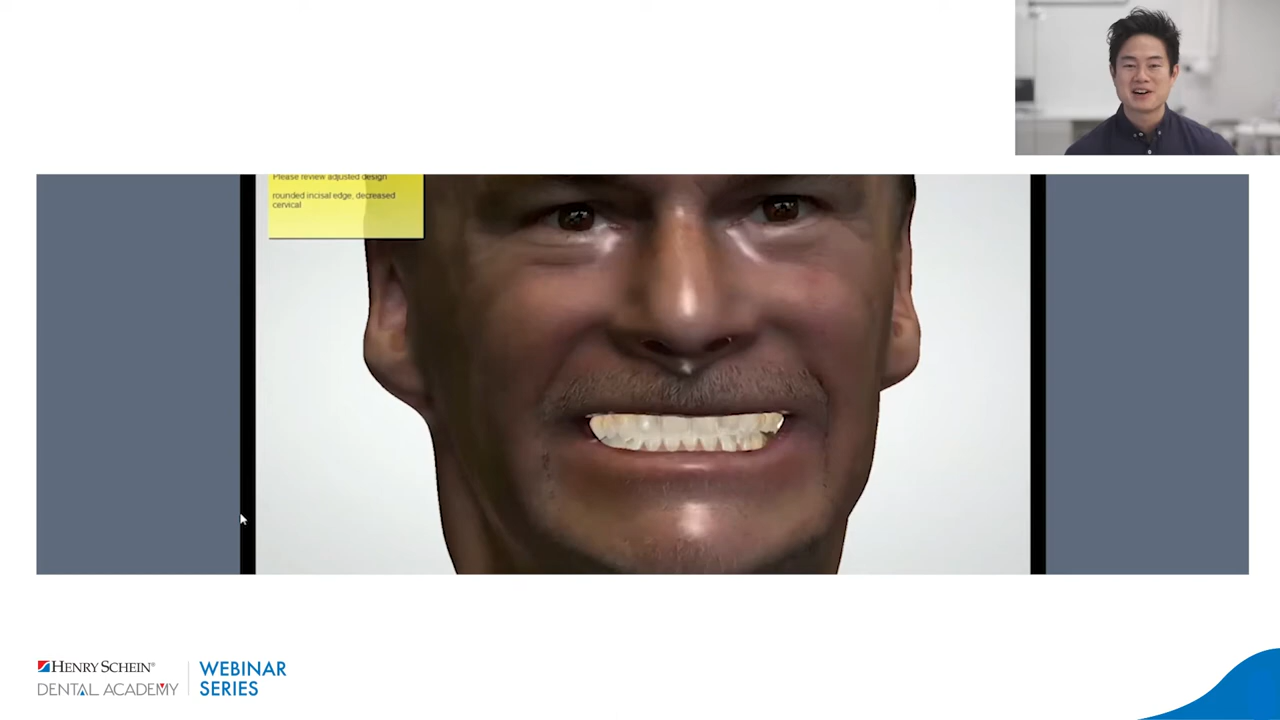 Please review adjusted design
rounded incisal edge, decreased
cervical
HENRY SCHEIN®
DENTAL ACADEMY
WEBINAR
SERIES